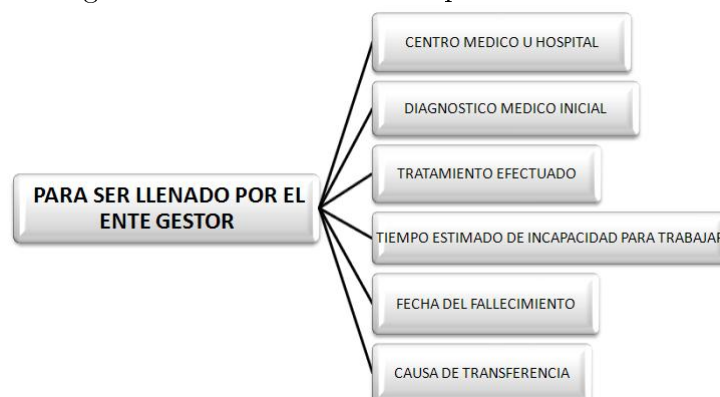 CENTRO MEDICO U HOSPITAL
DIAGNOSTICO MEDICO INICIAL
TRATAMIENTO EFECTUADO
PARA SER LLENADO POR EL
ENTE GESTOR
TIEMPO ESTIMADO DE INCAPACIDAD PARA TRABAJAR
FECHA DEL FALLECIMIENTO
CAUSA DE TRANSFERENCIA